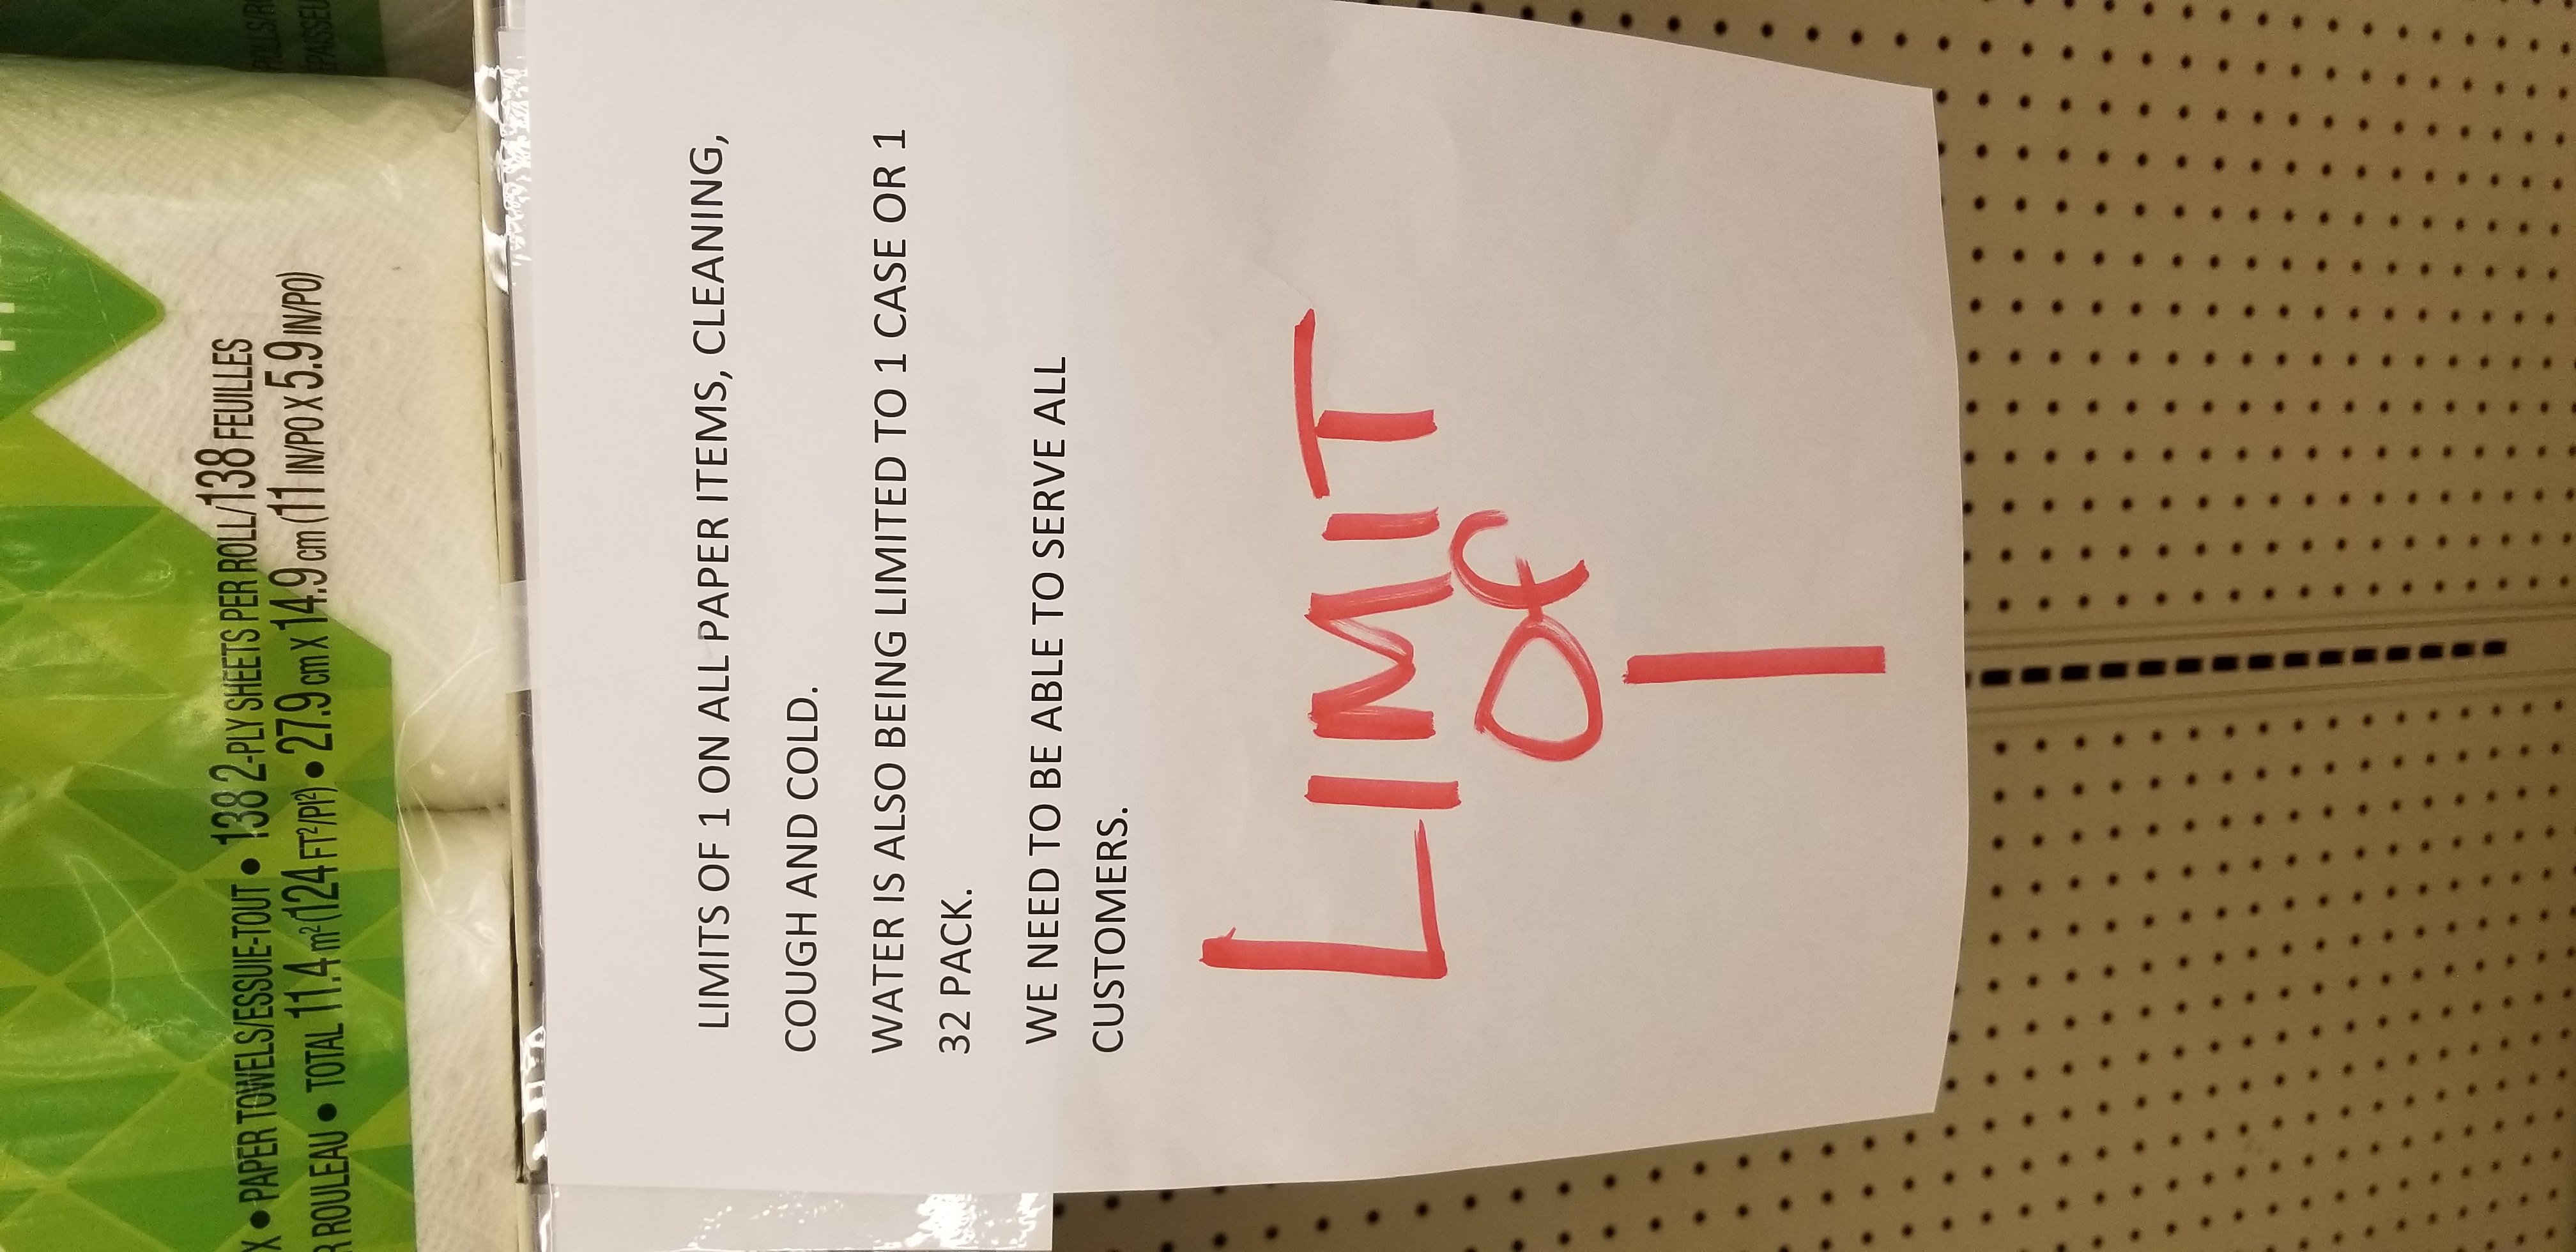 PLIS/R
ÉPAISSEU
X • PAPER TOWELS/ESSUIE-TOUT • 138 2-PLY SHEETS PER ROLL/138 FEUILLES
R ROULEAU • TOTAL 11.4 m² (124 FT²/PI²) • 27.9 cm X 14.9 cm (11 IN/PO X 5.9 IN/PO)
LIMITS OF 1 ON ALL PAPER ITEMS, CLEANING,
COUGH AND COLD.
WATER IS ALSO BEING LIMITED TO 1 CASE OR 1
32 PACK.
WE NEED TO BE ABLE TO SERVE ALL
CUSTOMERS.
LIMIT
Of
1